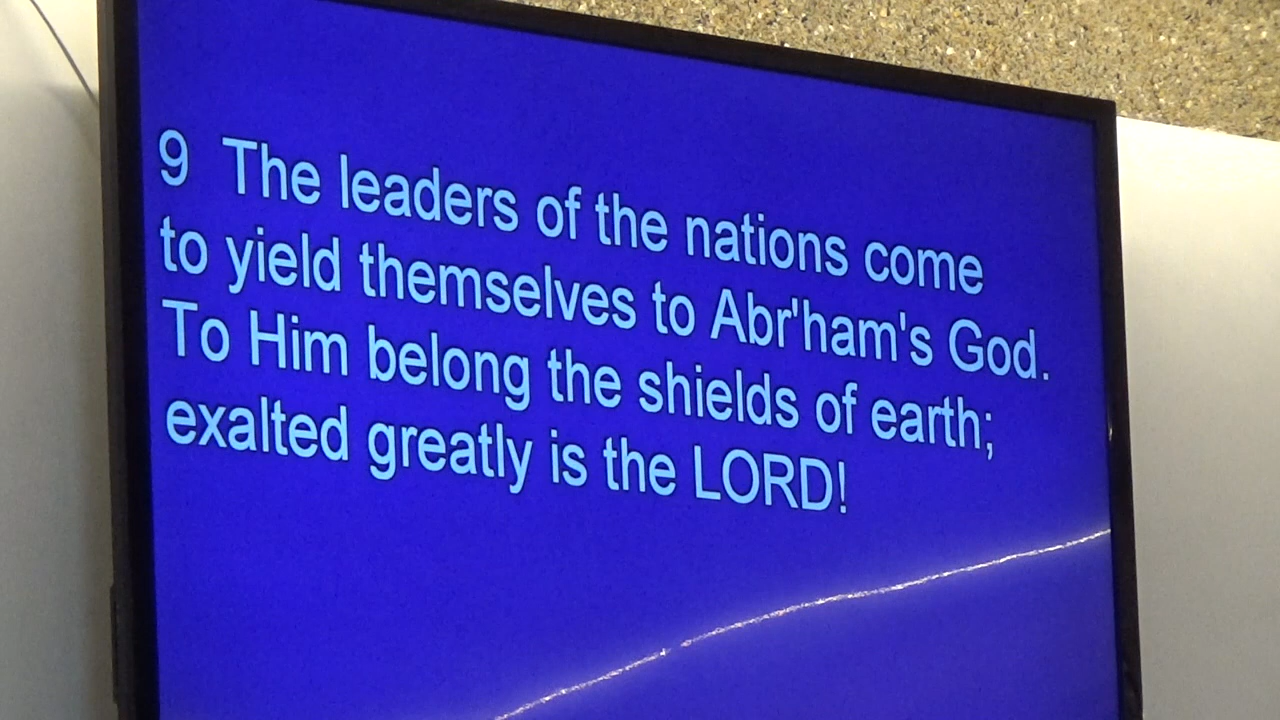 9 The leaders of the nations come
to yield themselves to Abr'ham's God.
To Him belong the shields of earth;
exalted greatly is the LORD!